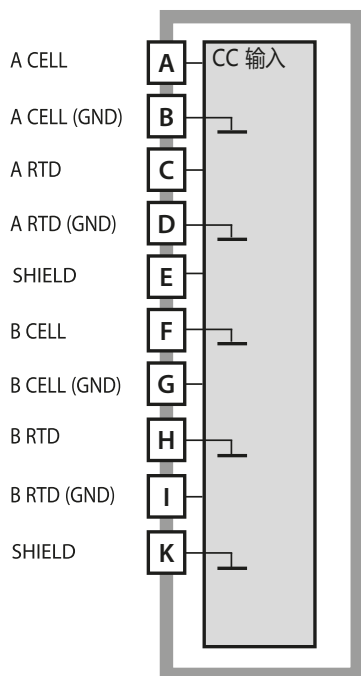 CC 输入
A CELL A
A CELL (GND) B
A RTD C
A RTD (GND) D
SHIELD E
B CELL F
B CELL (GND) G
B RTD H
B RTD (GND) I
SHIELD K